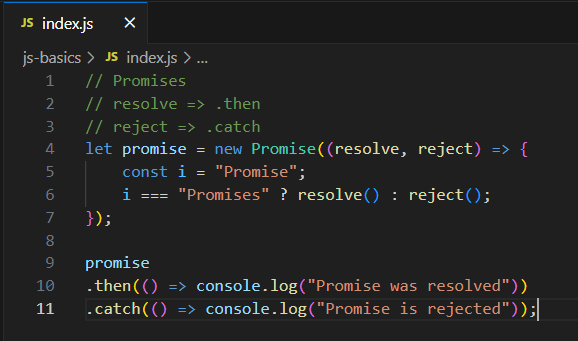 JS index.js ×
js-basics > JS index.js > ...
1 // Promises
2 // resolve => .then
3 // reject => .catch
4 let promise = new Promise((resolve, reject) => {
5     const i = "Promise";
6     i === "Promises" ? resolve() : reject();
7 });
8
9 promise
10 .then(() => console.log("Promise was resolved"))
11 .catch(() => console.log("Promise is rejected"));